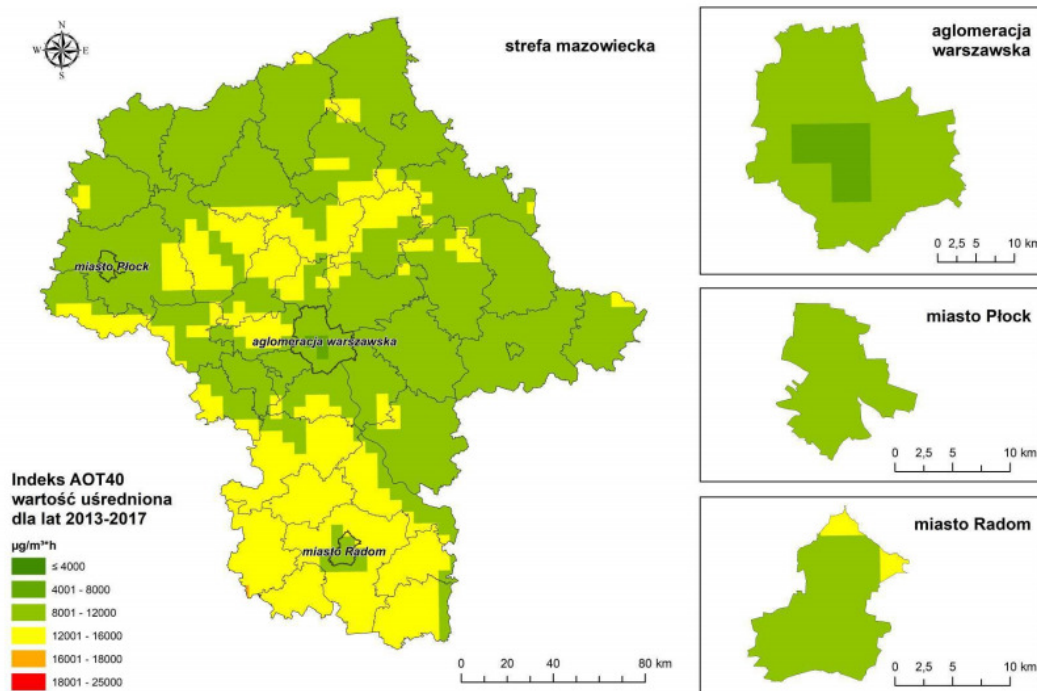 N
W E
S
strefa mazowiecka
miasto Płock
aglomeracja warszawska
miasto Radom
Indeks AOT40
wartość uśredniona
dla lat 2013-2017
µg/m³*h
≤ 4000
4001 - 8000
8001 - 12000
12001 - 16000
16001 - 18000
18001 - 25000
0 20 40 80 km
aglomeracja
warszawska
0 2,5 5 10 km
miasto Płock
0 2,5 5 10 km
miasto Radom
0 2,5 5 10 km